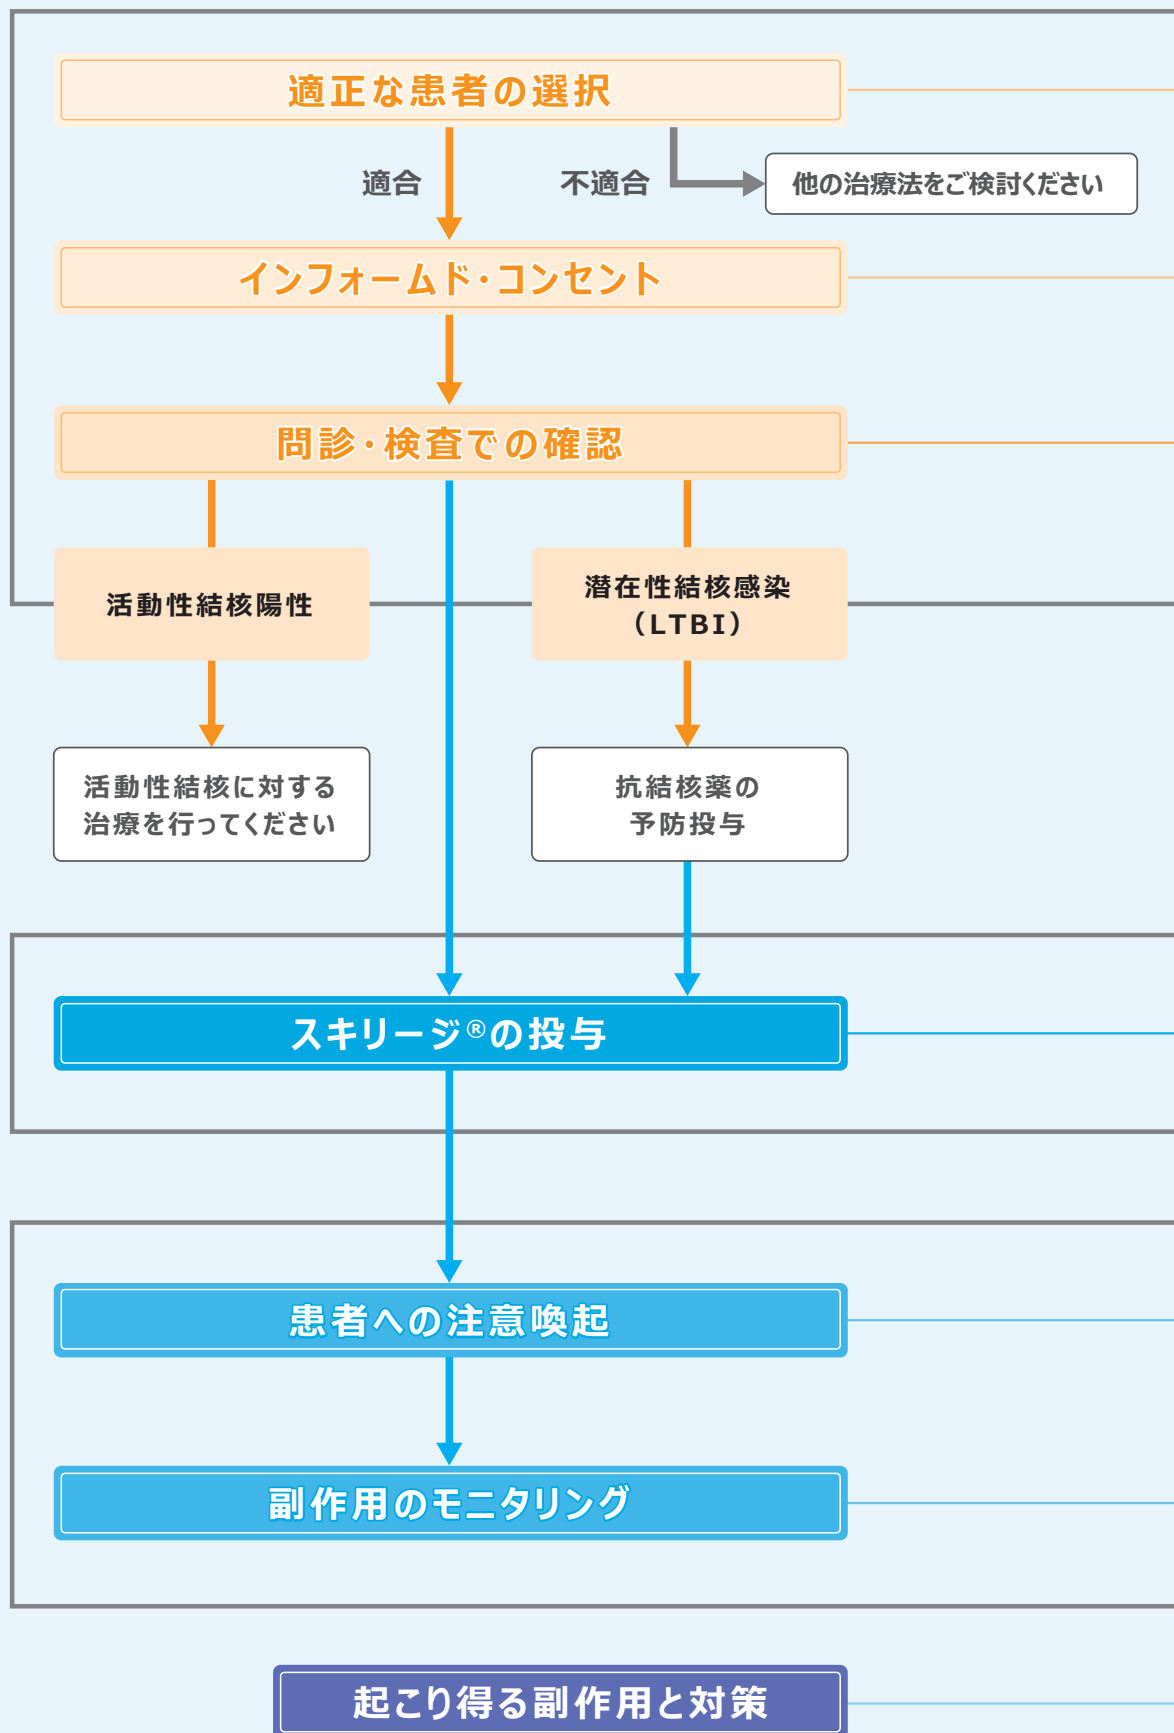 適正な患者の選択
適合
不適合
他の治療法をご検討ください
インフォームド・コンセント
問診・検査での確認
活動性結核陽性
潜在性結核感染
（LTBI）
活動性結核に対する
治療を行ってください
抗結核薬の
予防投与
スキリージ®の投与
患者への注意喚起
副作用のモニタリング
起こり得る副作用と対策